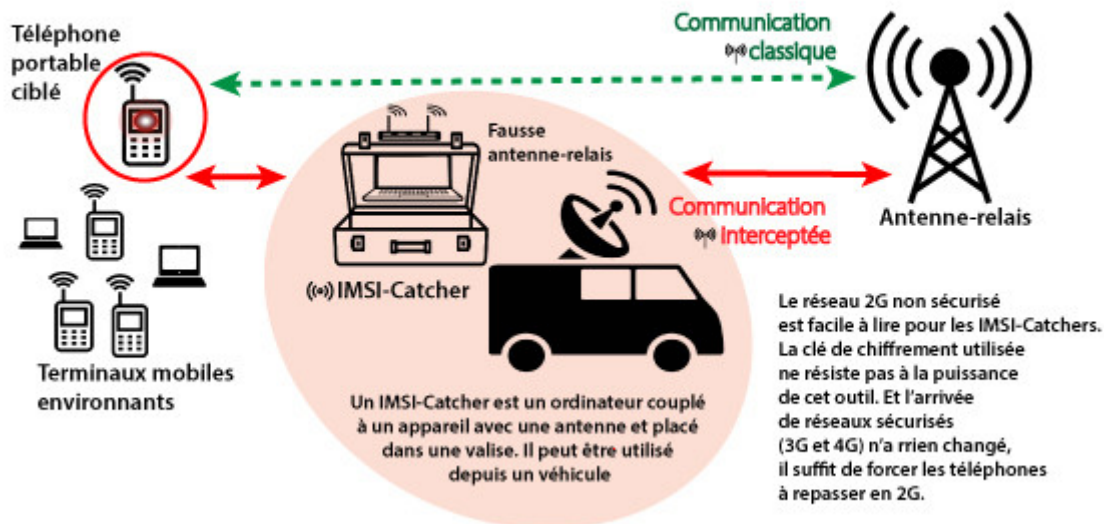 Téléphone
portable
ciblé
Communication
classique
Fausse
antenne-relais
Communication
interceptée
Antenne-relais
IMSI-Catcher
Terminaux mobiles
environnants
Un IMSI-Catcher est un ordinateur couplé
à un appareil avec une antenne et placé
dans une valise. Il peut être utilisé
depuis un véhicule
Le réseau 2G non sécurisé
est facile à lire pour les IMSI-Catchers.
La clé de chiffrement utilisée
ne résiste pas à la puissance
de cet outil. Et l'arrivée
de réseaux sécurisés
(3G et 4G) n'a rrien changé,
il suffit de forcer les téléphones
à repasser en 2G.